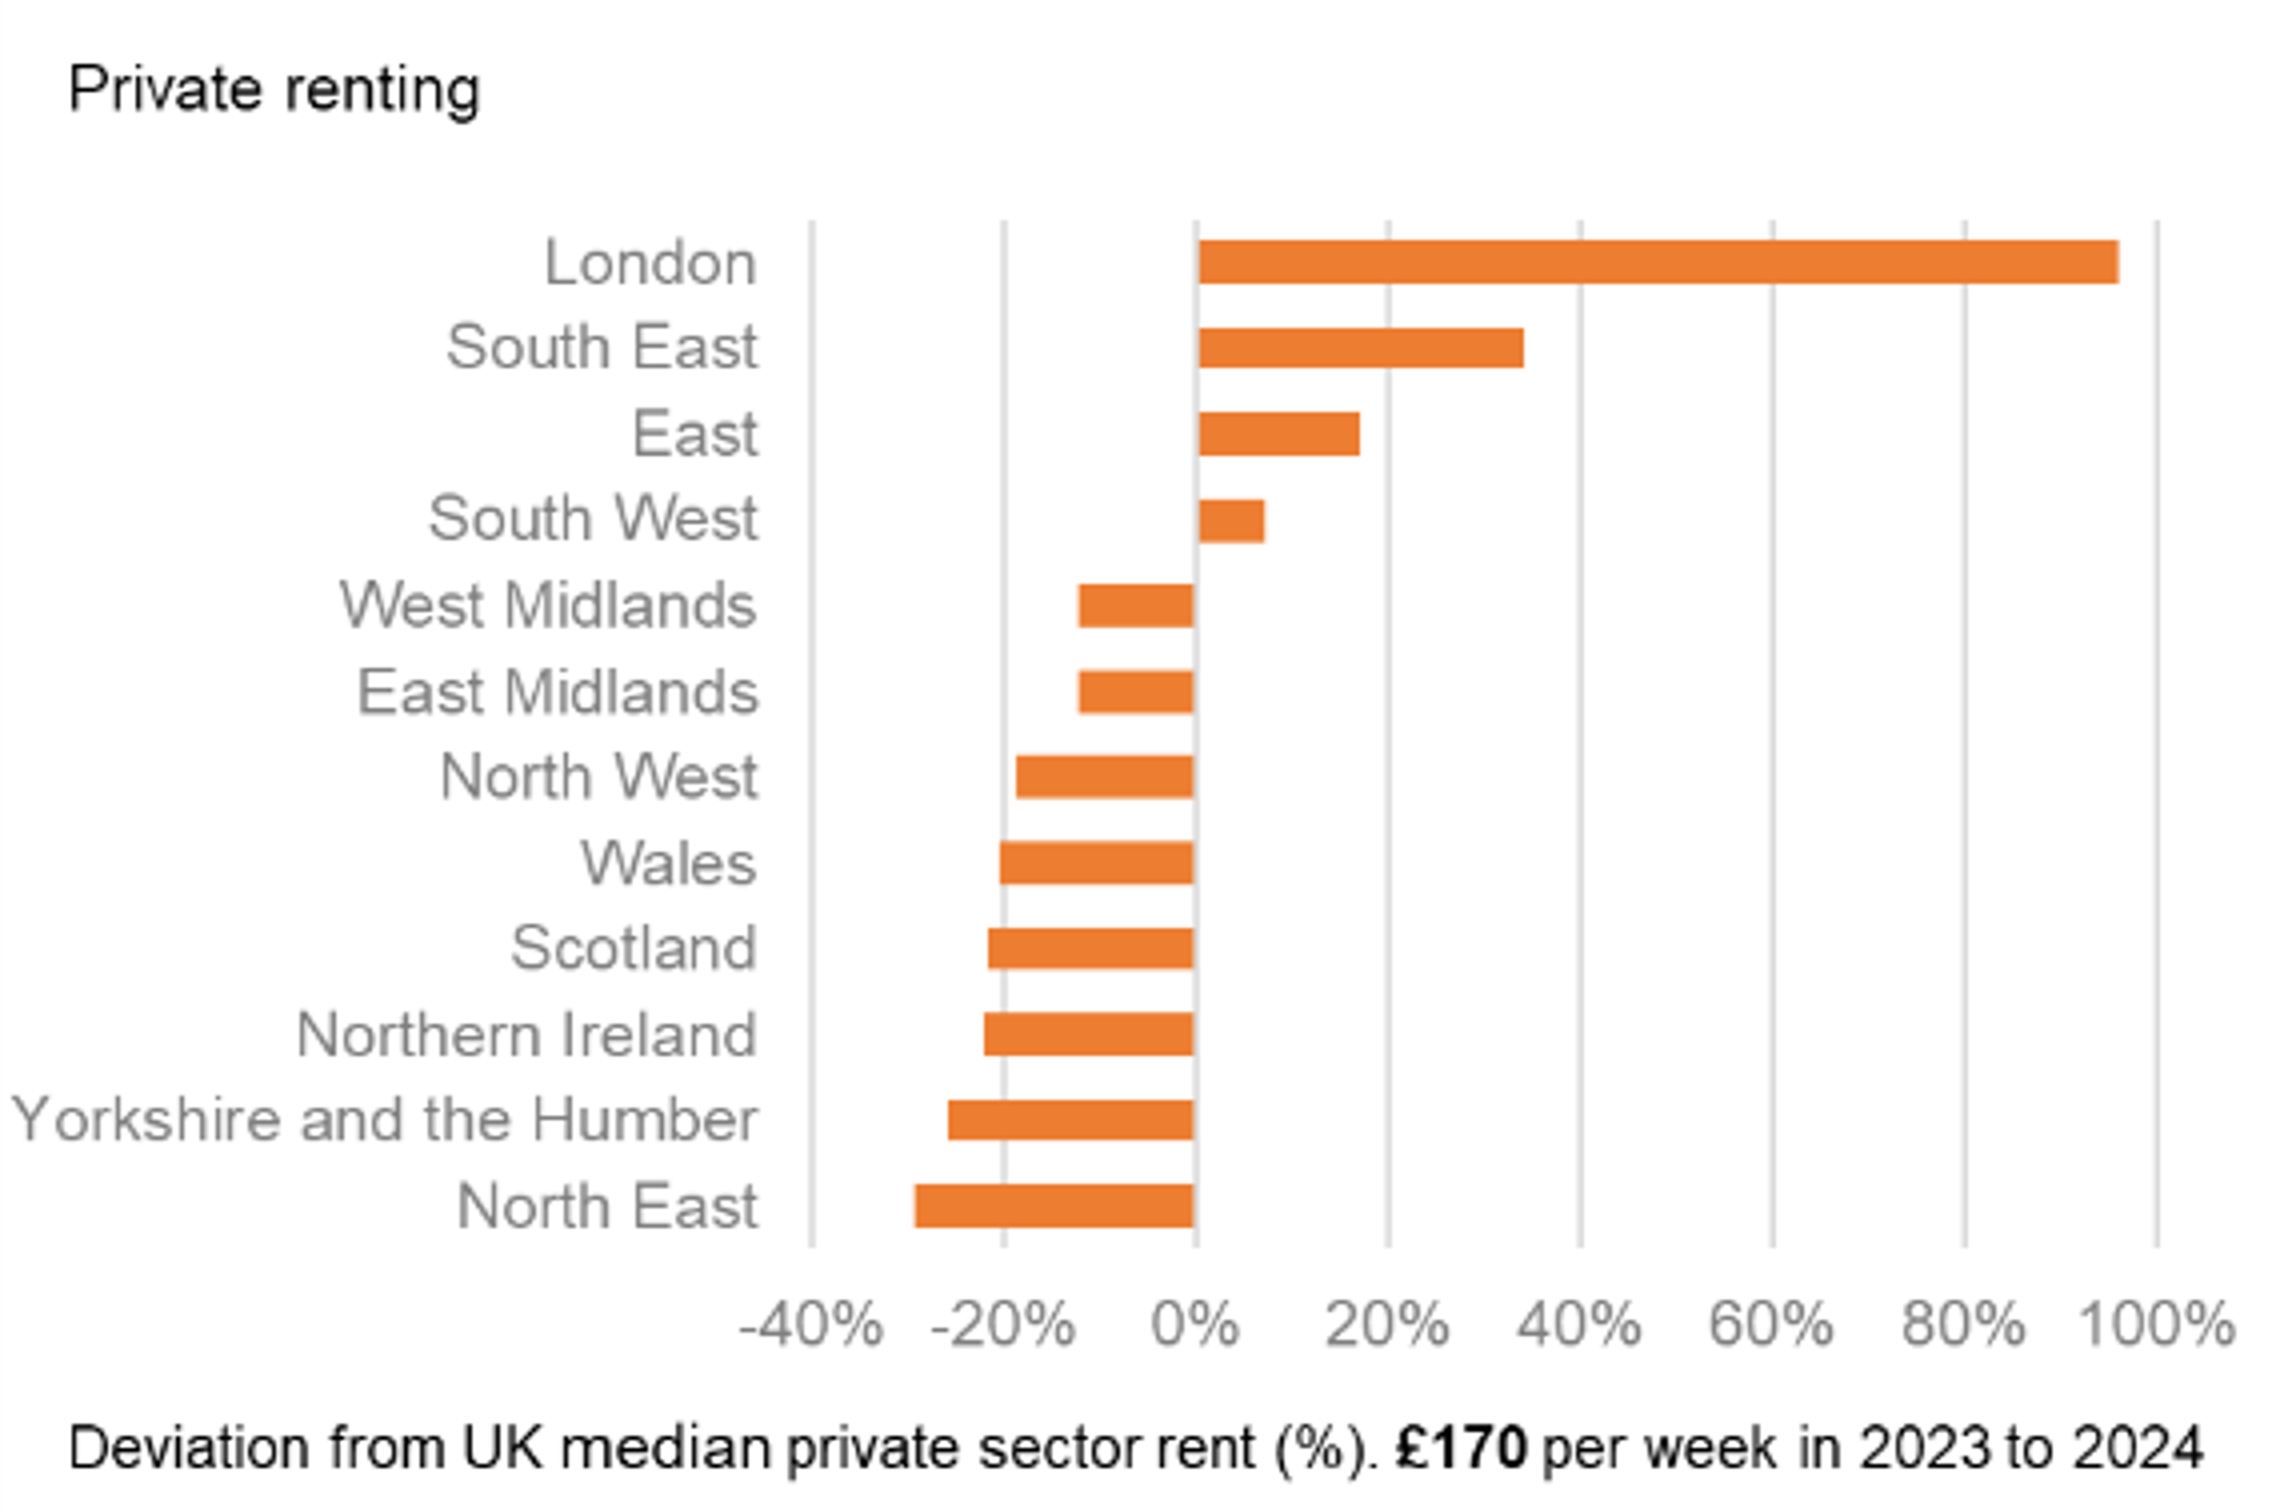 Private renting
London
South East
East
South West
West Midlands
East Midlands
North West
Wales
Scotland
Northern Ireland
Yorkshire and the Humber
North East
-40% -20% 0% 20% 40% 60% 80% 100%
Deviation from UK median private sector rent (%). £170 per week in 2023 to 2024